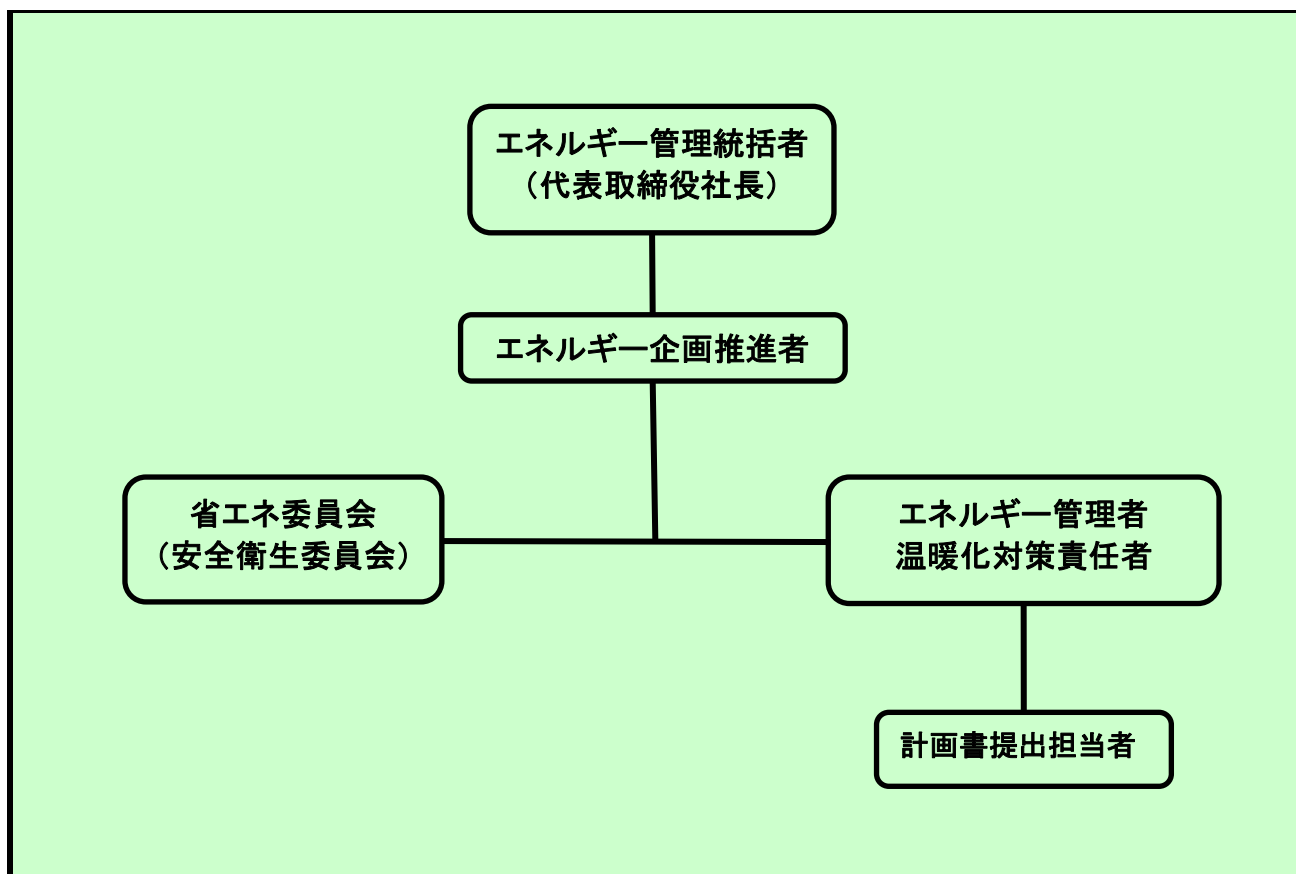 エネルギー管理統括者
（代表取締役社長）
エネルギー企画推進者
省エネ委員会
（安全衛生委員会）
エネルギー管理者
温暖化対策責任者
計画書提出担当者